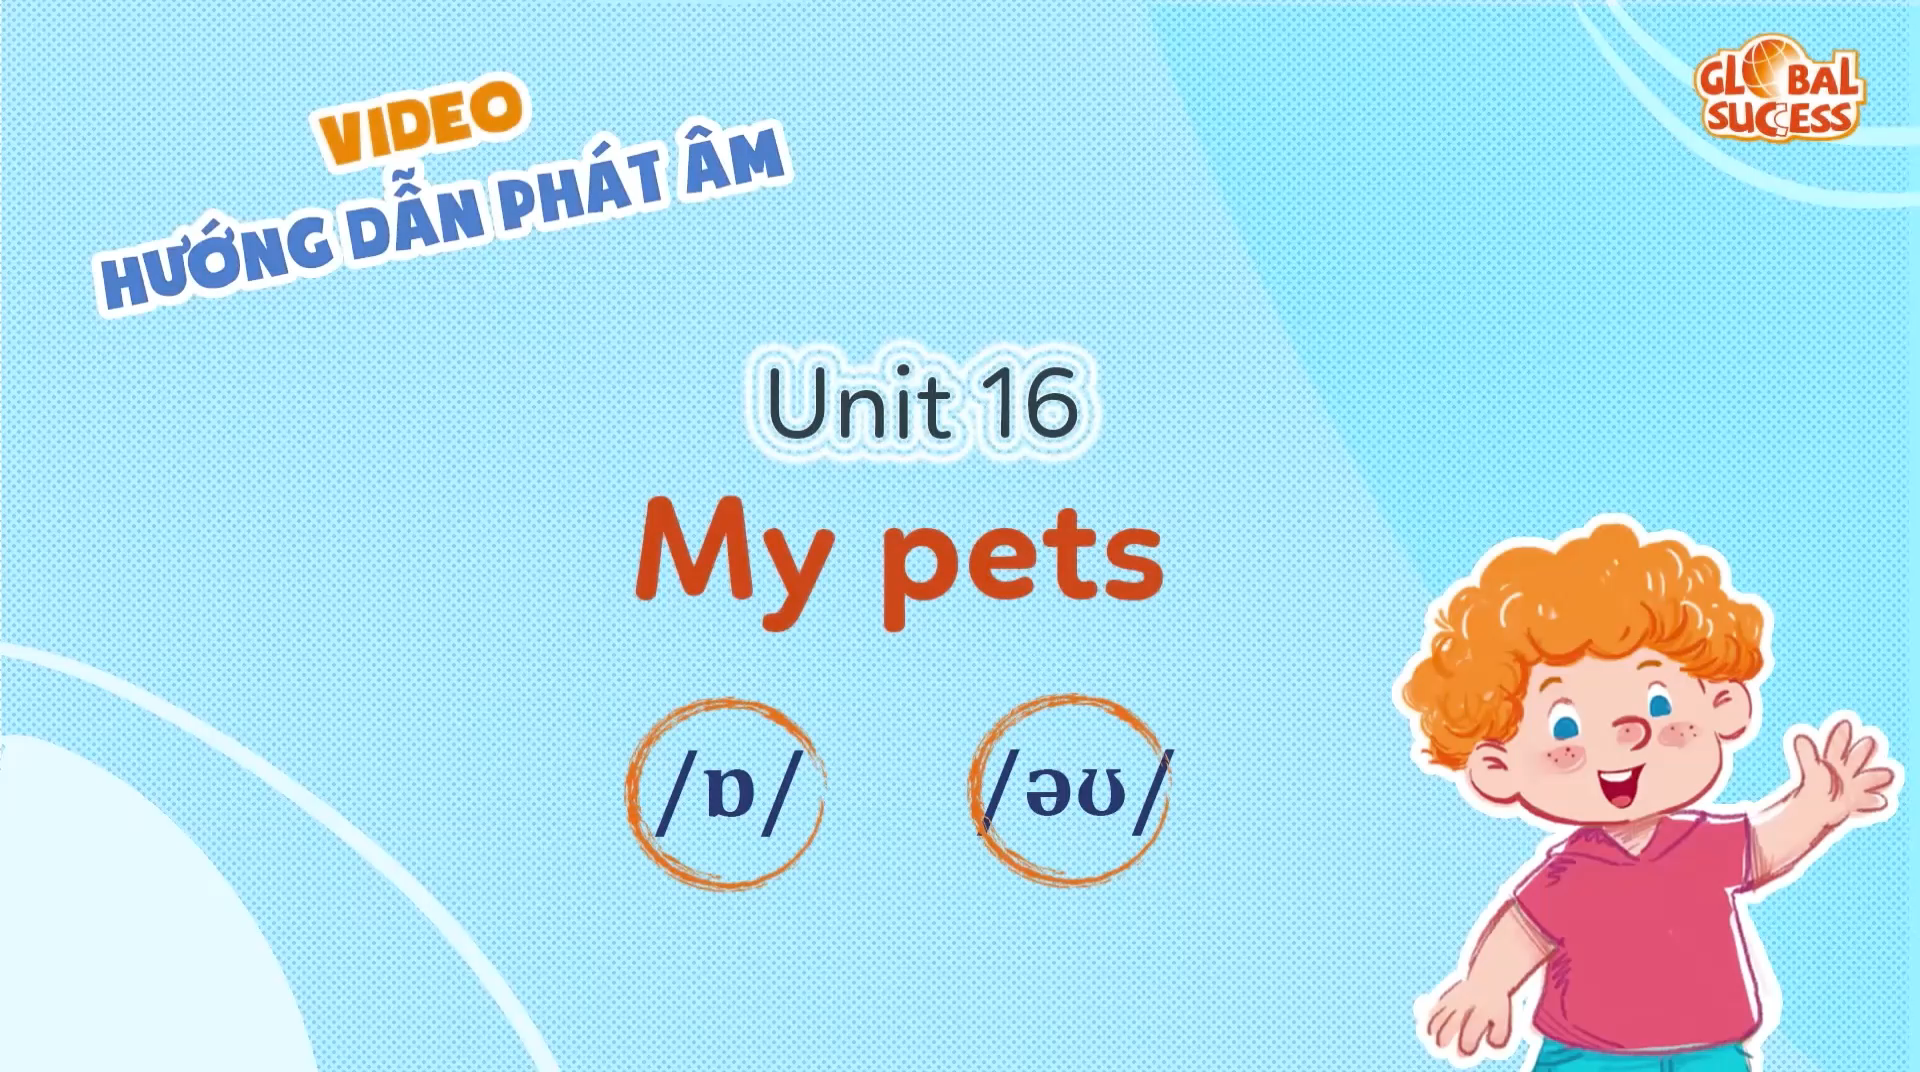 VIDEO
HƯỚNG DẪN PHÁT ÂM
GLOBAL
SUCCESS
Unit 16
My pets
/ɒ/ /əʊ/